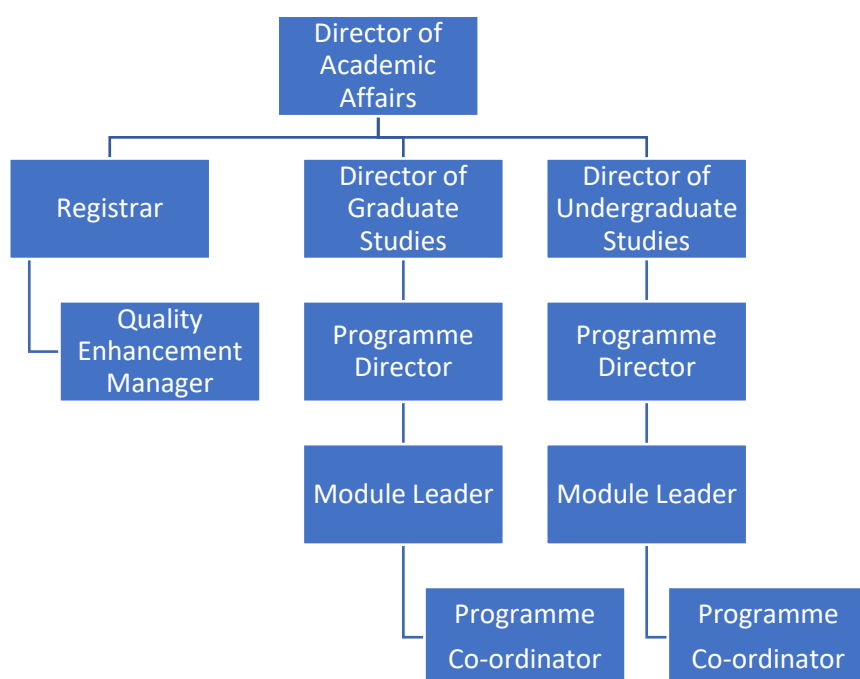 Director of
Academic
Affairs
Registrar
Director of
Graduate
Studies
Director of
Undergraduate
Studies
Quality
Enhancement
Manager
Programme
Director
Programme
Director
Module Leader
Module Leader
Programme
Co-ordinator
Programme
Co-ordinator